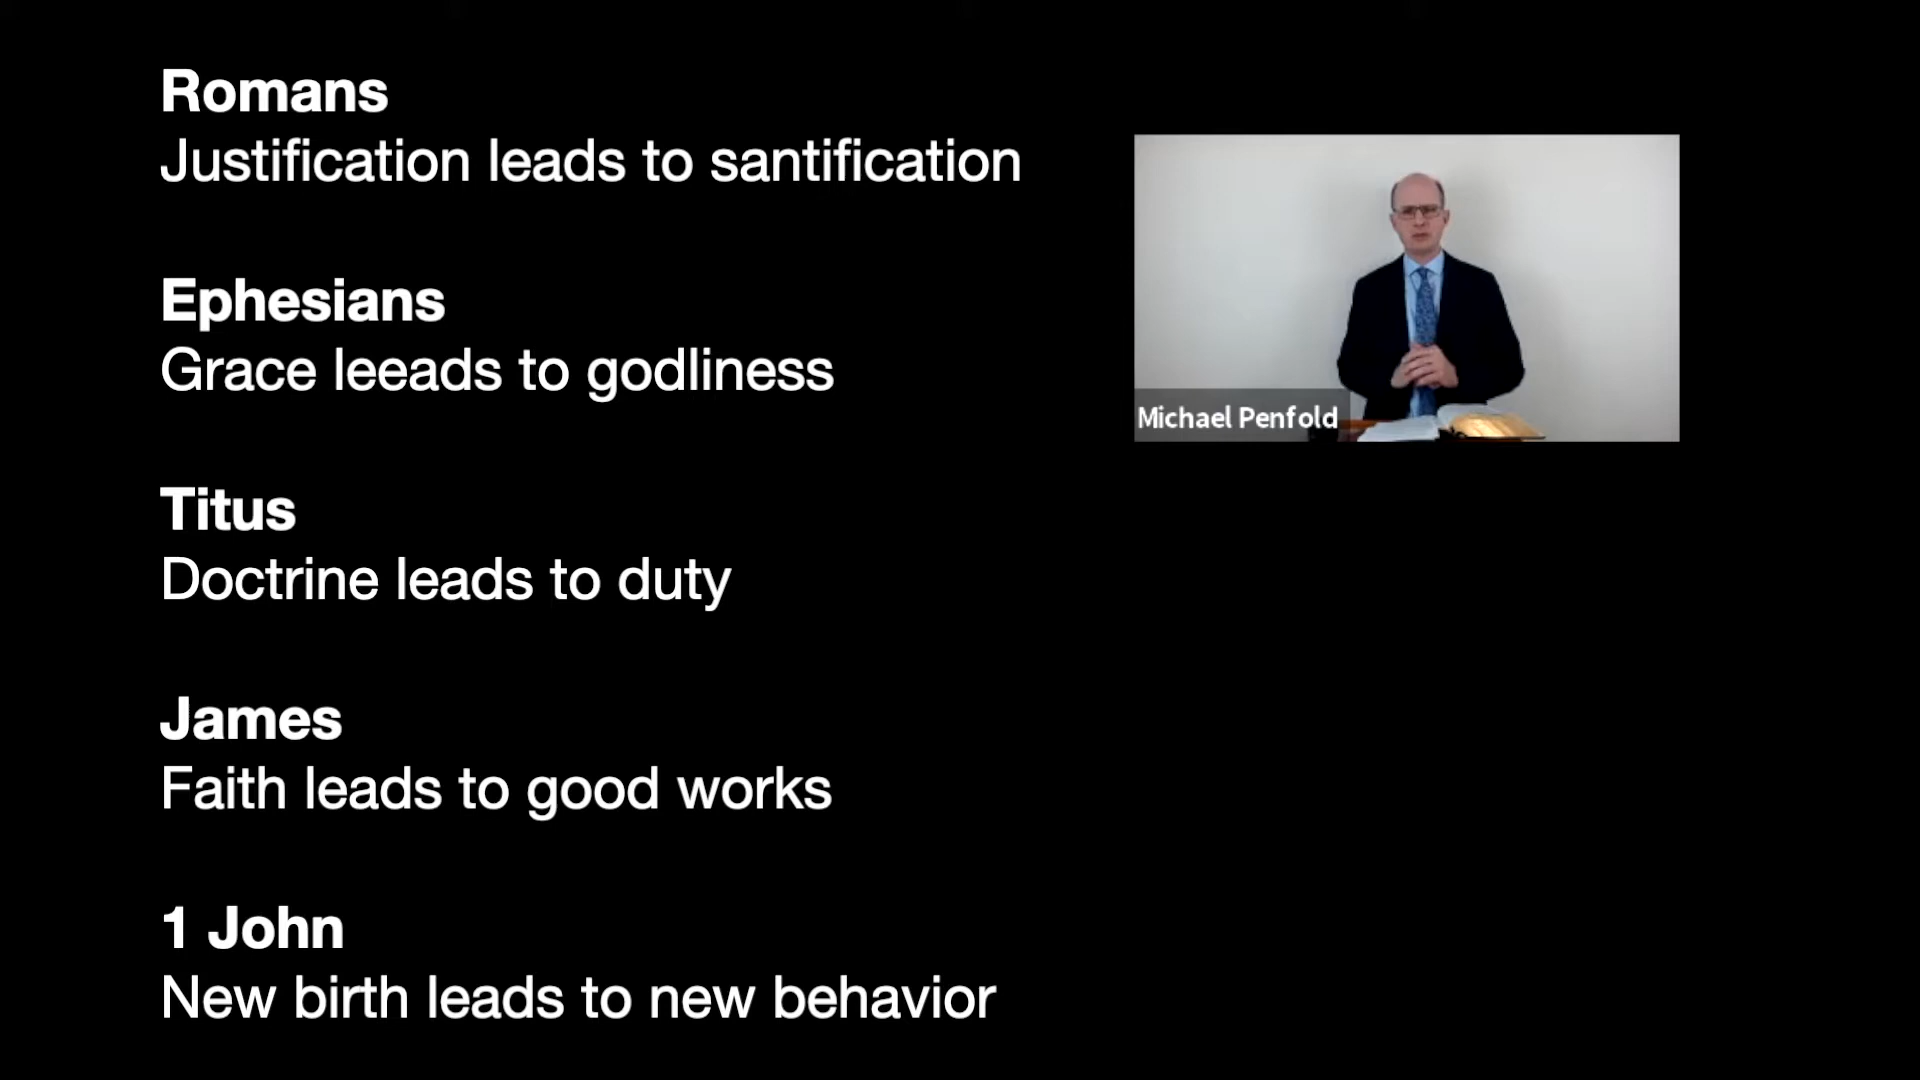 Romans
Justification leads to santification
Ephesians
Grace leeads to godliness
Titus
Doctrine leads to duty
James
Faith leads to good works
1 John
New birth leads to new behavior
Michael Penfold